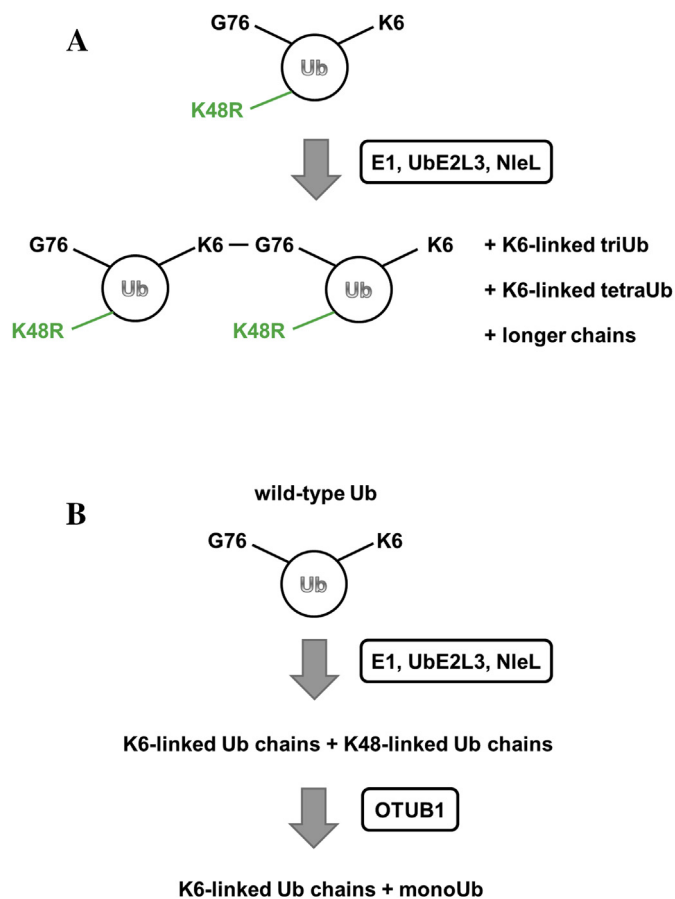 A
G76 K6
Ub
K48R
E1, UbE2L3, NleL
G76 K6 — G76 K6 + K6-linked triUb
Ub Ub + K6-linked tetraUb
K48R K48R + longer chains
B
wild-type Ub
G76 K6
Ub
E1, UbE2L3, NleL
K6-linked Ub chains + K48-linked Ub chains
OTUB1
K6-linked Ub chains + monoUb